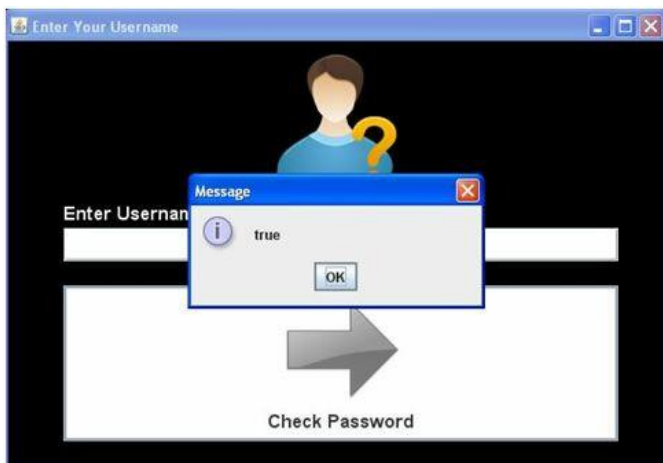 Enter Your Username
Message
Enter Usernan
true
OK
Check Password